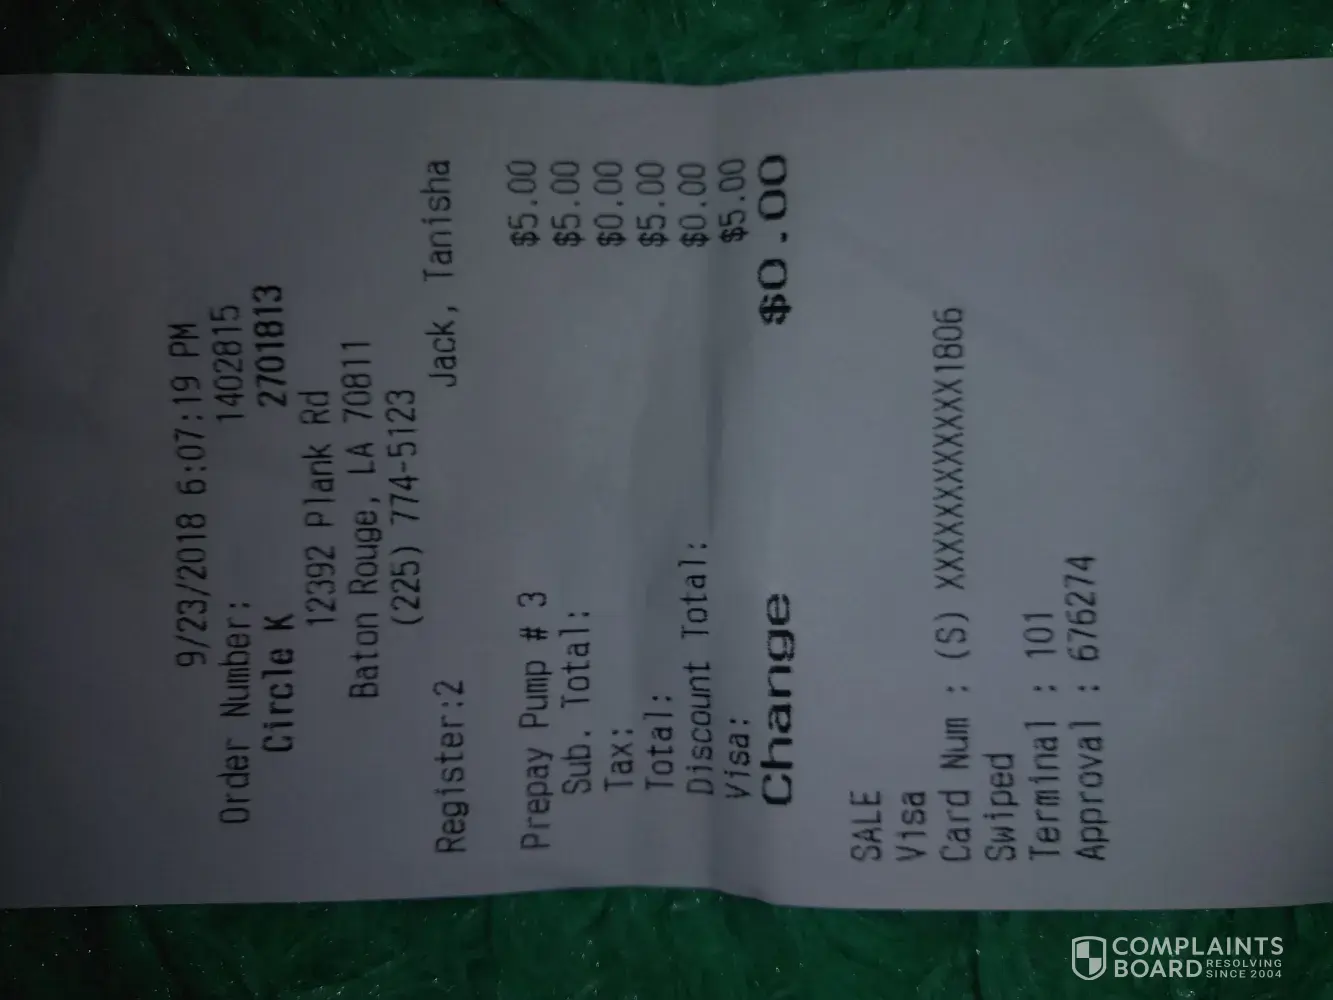 9/23/2018 6:07:19 PM
Order Number: 1402815
Circle K 2701813
12392 Plank Rd
Baton Rouge, LA 70811
(225) 774-5123
Register:2 Jack, Tanisha
Prepay Pump # 3 $5.00
Sub. Total: $5.00
Tax: $0.00
Total: $5.00
Discount Total: $0.00
Visa: $5.00
Change $0.00
SALE
Visa
Card Num : (S) XXXXXXXXXXXX1806
Swiped
Terminal : 101
Approval : 676274
COMPLAINTS
BOARD RESOLVING
SINCE 2004